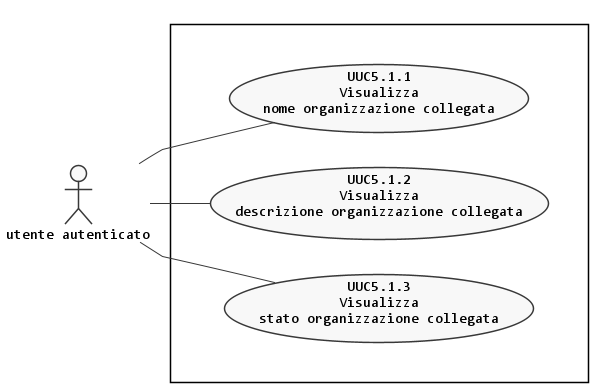 UUC5.1.1
Visualizza
nome organizzazione collegata
UUC5.1.2
Visualizza
descrizione organizzazione collegata
utente autenticato
UUC5.1.3
Visualizza
stato organizzazione collegata